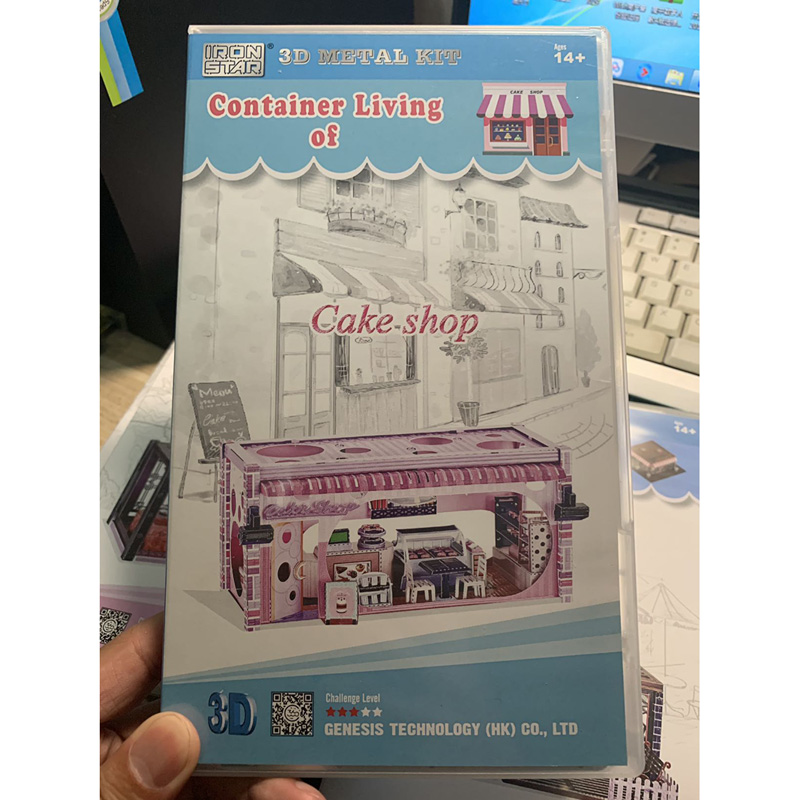 IRON
STAR
®
3D METAL KIT
Ages
14+
Container Living
of
CAKE SHOP
Cake shop
Menu
Cake Shop
Challenge Level
3D
GENESIS TECHNOLOGY (HK) CO., LTD
14+